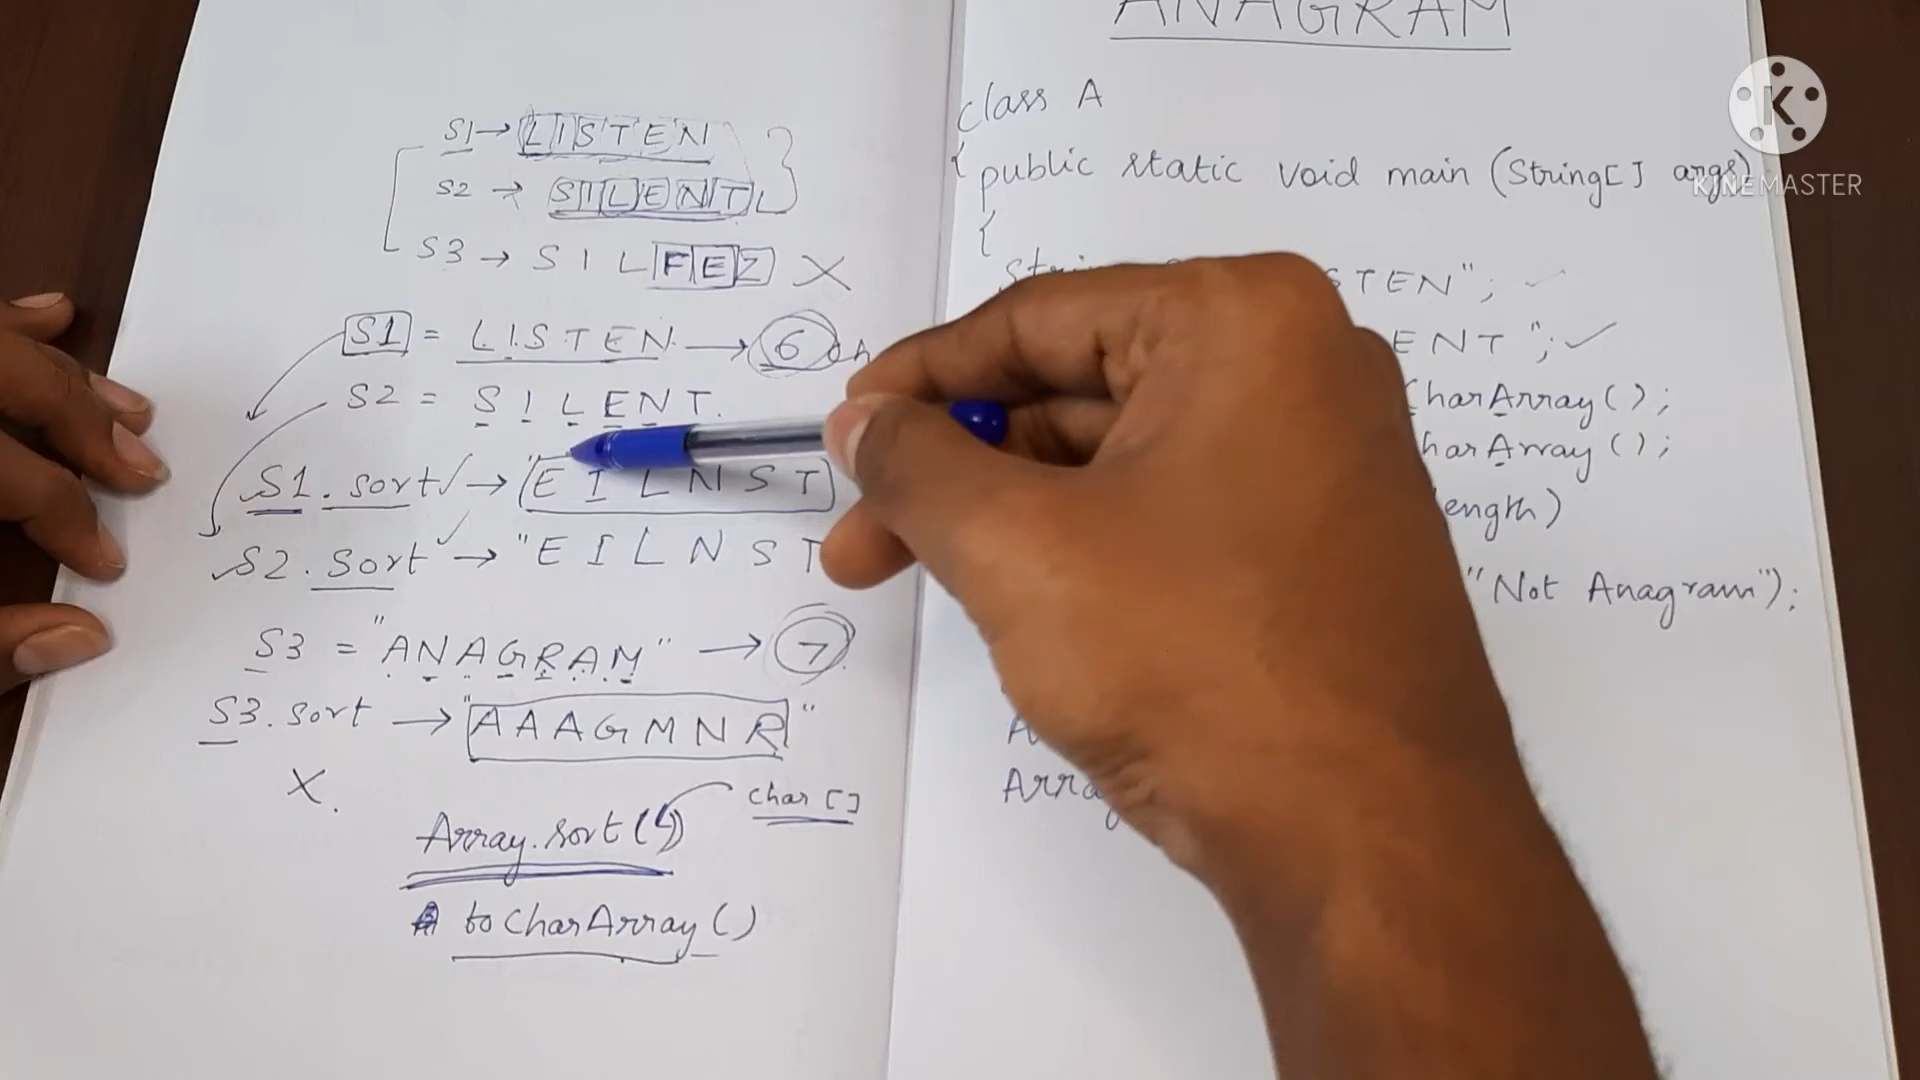 S1 → LISTEN
S2 → SILENT
S3 → SILFEZ X
S1 = LISTEN → 6
S2 = SILENT.
S1.sort → "EILNST
S2.sort → "EILNST
S3 = "ANAGRAM" → 7
S3.sort → "AAAGMNR"
X.
char[]
Array.sort()
toCharArray()
ANAGRAM
class A
{ public static void main (String[] args)
{
STEN";
ENT";
CharArray();
harArray();
ength)
"Not Anagram");
Arra
KINEMASTER